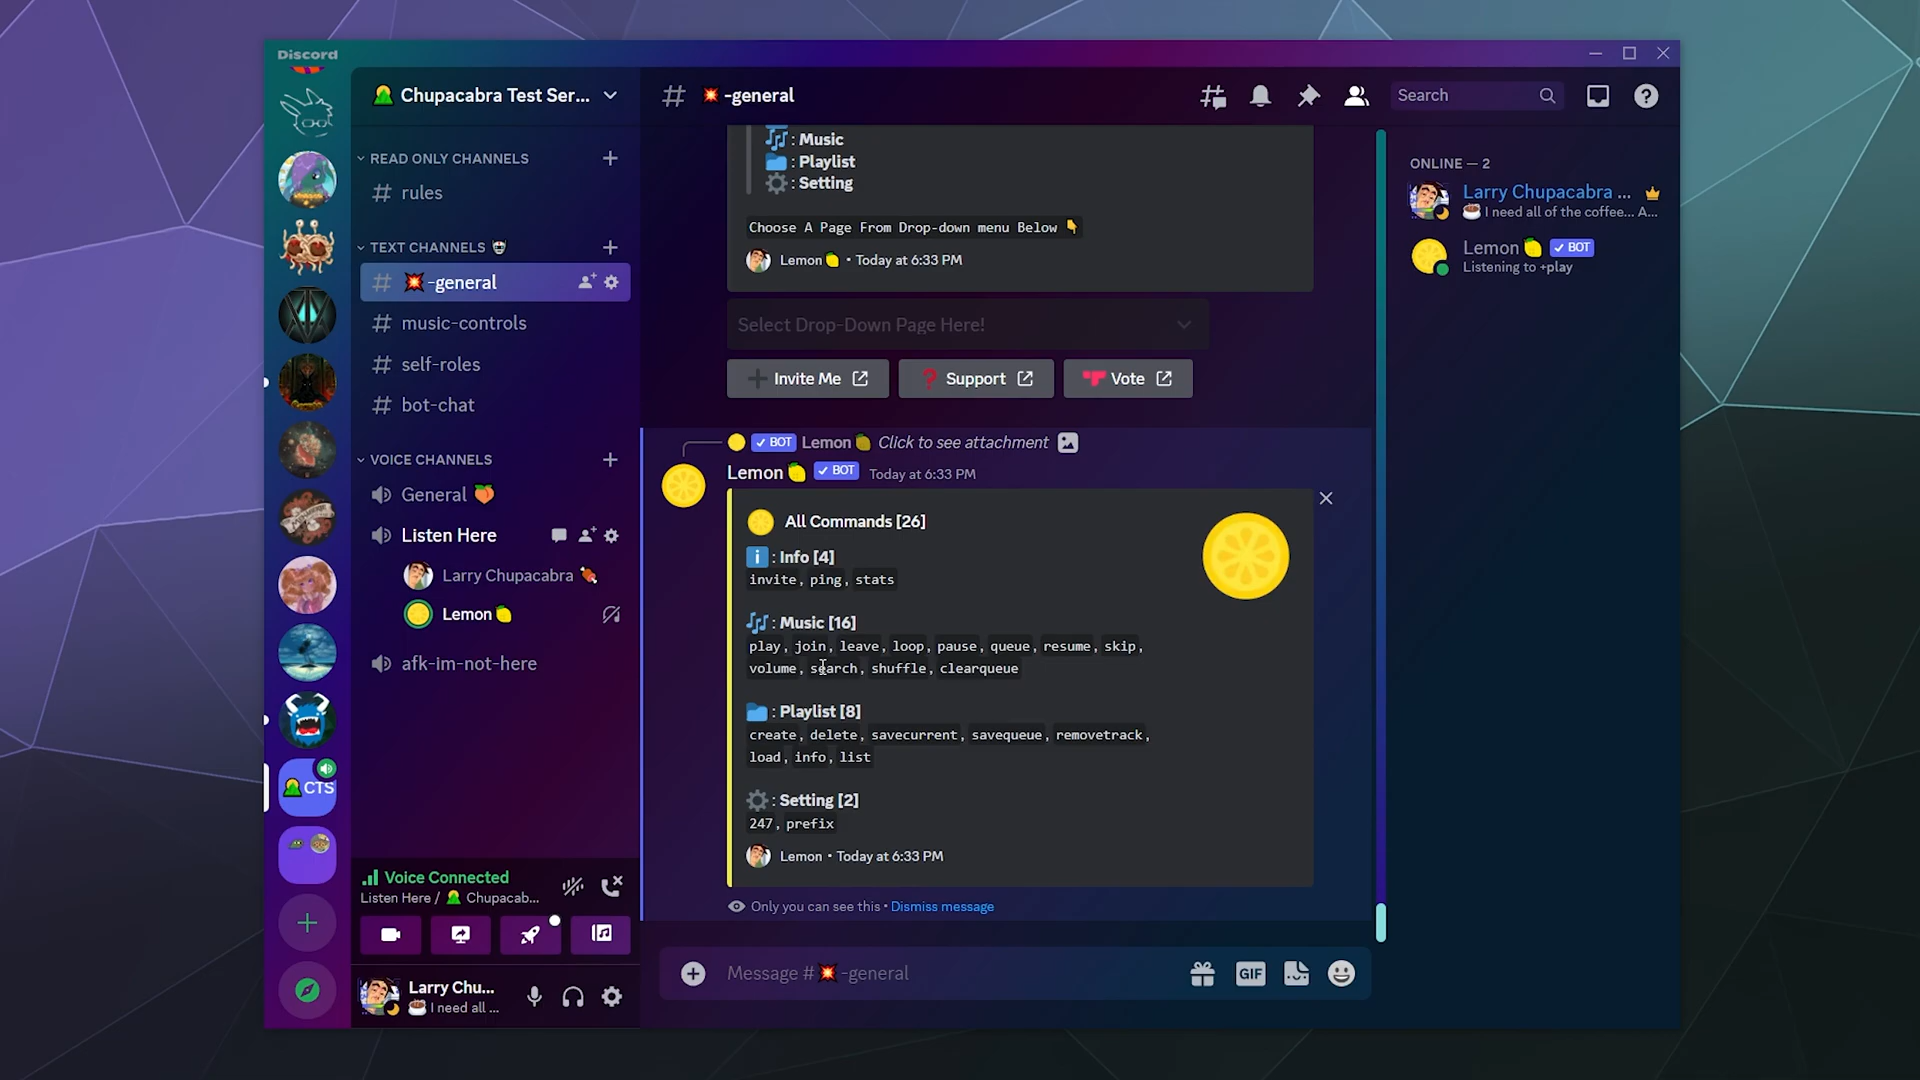 Discord
Chupacabra Test Ser...
READ ONLY CHANNELS
rules
TEXT CHANNELS
-general
music-controls
self-roles
bot-chat
VOICE CHANNELS
General
Listen Here
Larry Chupacabra
Lemon
afk-im-not-here
CTS
Voice Connected
Listen Here / Chupacab...
Larry Chu...
I need all ...
# -general
Search
: Music
: Playlist
: Setting
Choose A Page From Drop-down menu Below
Lemon • Today at 6:33 PM
Select Drop-Down Page Here!
Invite Me
Support
Vote
BOT Lemon Click to see attachment
Lemon BOT Today at 6:33 PM
All Commands [26]
: Info [4]
invite, ping, stats
: Music [16]
play, join, leave, loop, pause, queue, resume, skip,
volume, search, shuffle, clearqueue
: Playlist [8]
create, delete, savecurrent, savequeue, removetrack,
load, info, list
: Setting [2]
247, prefix
Lemon • Today at 6:33 PM
Only you can see this • Dismiss message
Message # -general
GIF
ONLINE — 2
Larry Chupacabra ...
I need all of the coffee... A...
Lemon BOT
Listening to +play